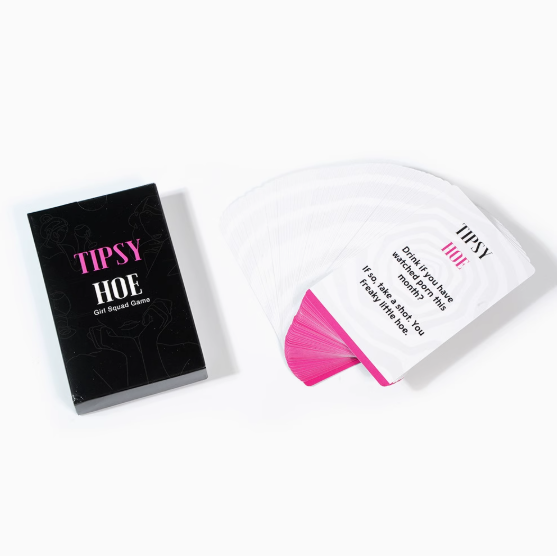 TIPSY
HOE
Girl Squad Game
TIPSY
HOE
Drink if you have
watched porn this
month?
If so, take a shot. You
Freaky little hoe.